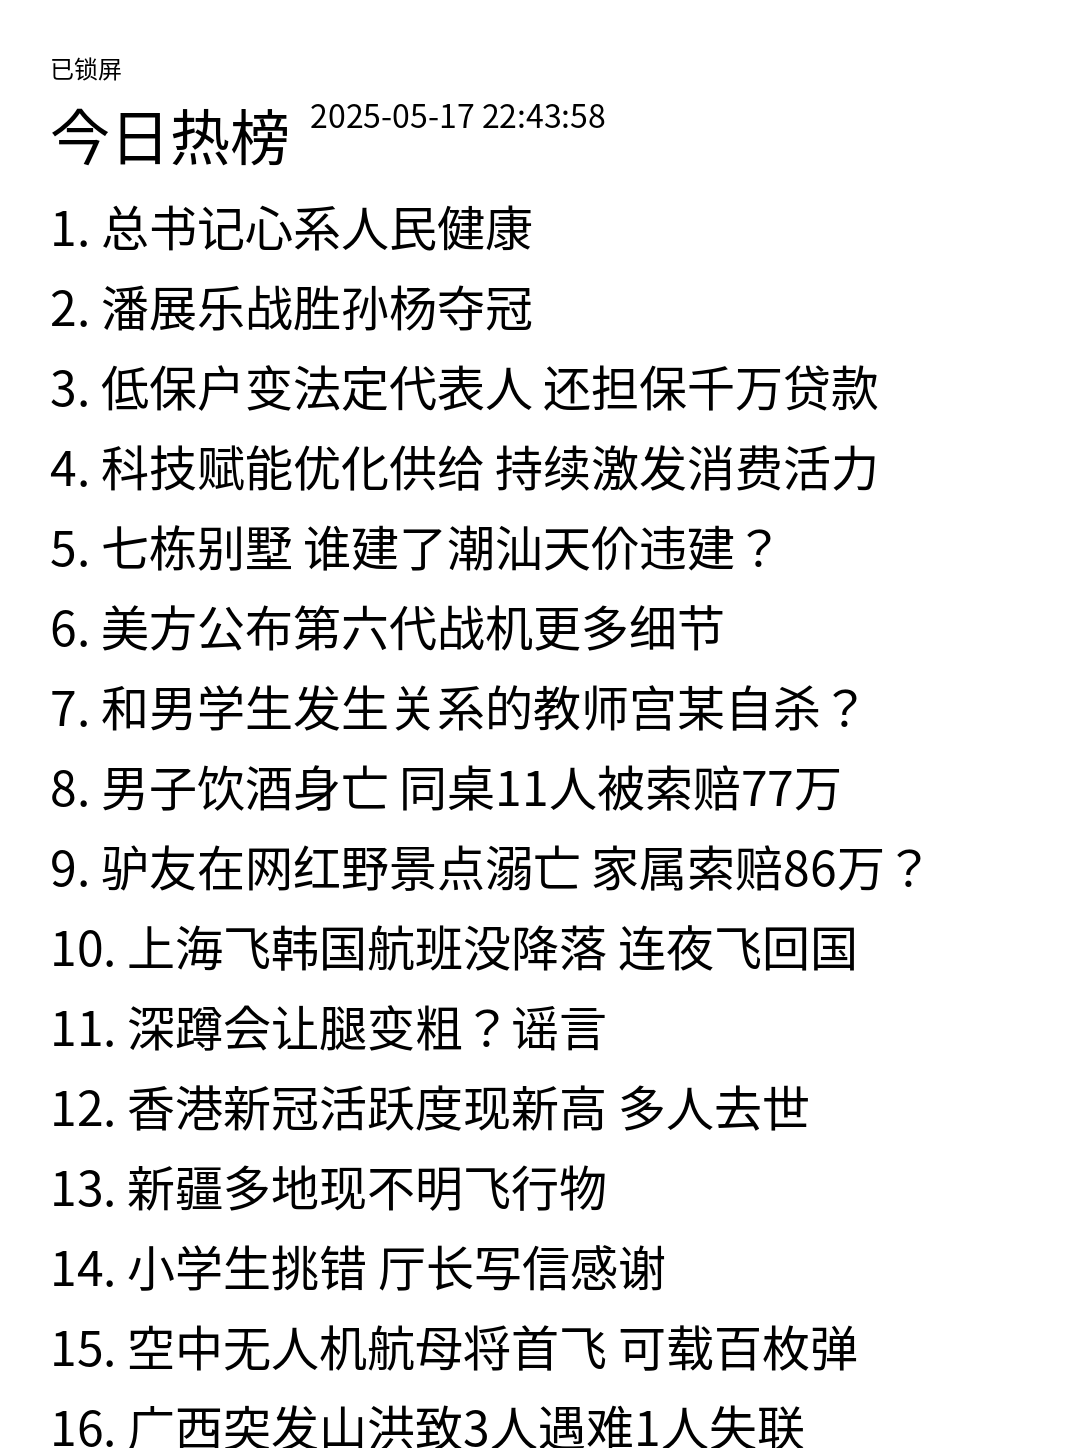 已锁屏
今日热榜 2025-05-17 22:43:58
1. 总书记心系人民健康
2. 潘展乐战胜孙杨夺冠
3. 低保户变法定代表人 还担保千万贷款
4. 科技赋能优化供给 持续激发消费活力
5. 七栋别墅 谁建了潮汕天价违建？
6. 美方公布第六代战机更多细节
7. 和男学生发生关系的教师宫某自杀？
8. 男子饮酒身亡 同桌11人被索赔77万
9. 驴友在网红野景点溺亡 家属索赔86万？
10. 上海飞韩国航班没降落 连夜飞回国
11. 深蹲会让腿变粗？谣言
12. 香港新冠活跃度现新高 多人去世
13. 新疆多地现不明飞行物
14. 小学生挑错 厅长写信感谢
15. 空中无人机航母将首飞 可载百枚弹
16. 广西突发山洪致3人遇难1人失联